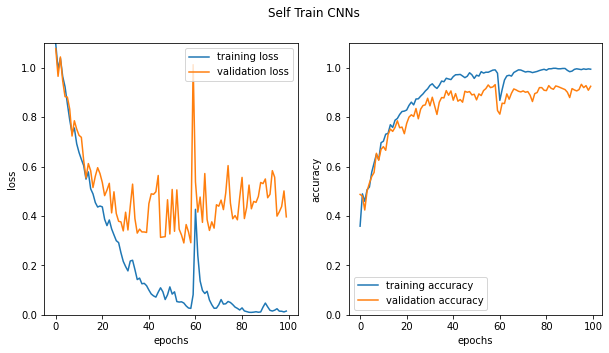 Self Train CNNs
training loss
validation loss
loss
1.0
0.8
0.6
0.4
0.2
0.0
0
20
40
60
80
100
epochs
accuracy
1.0
0.8
0.6
0.4
0.2
0.0
training accuracy
validation accuracy
0
20
40
60
80
100
epochs